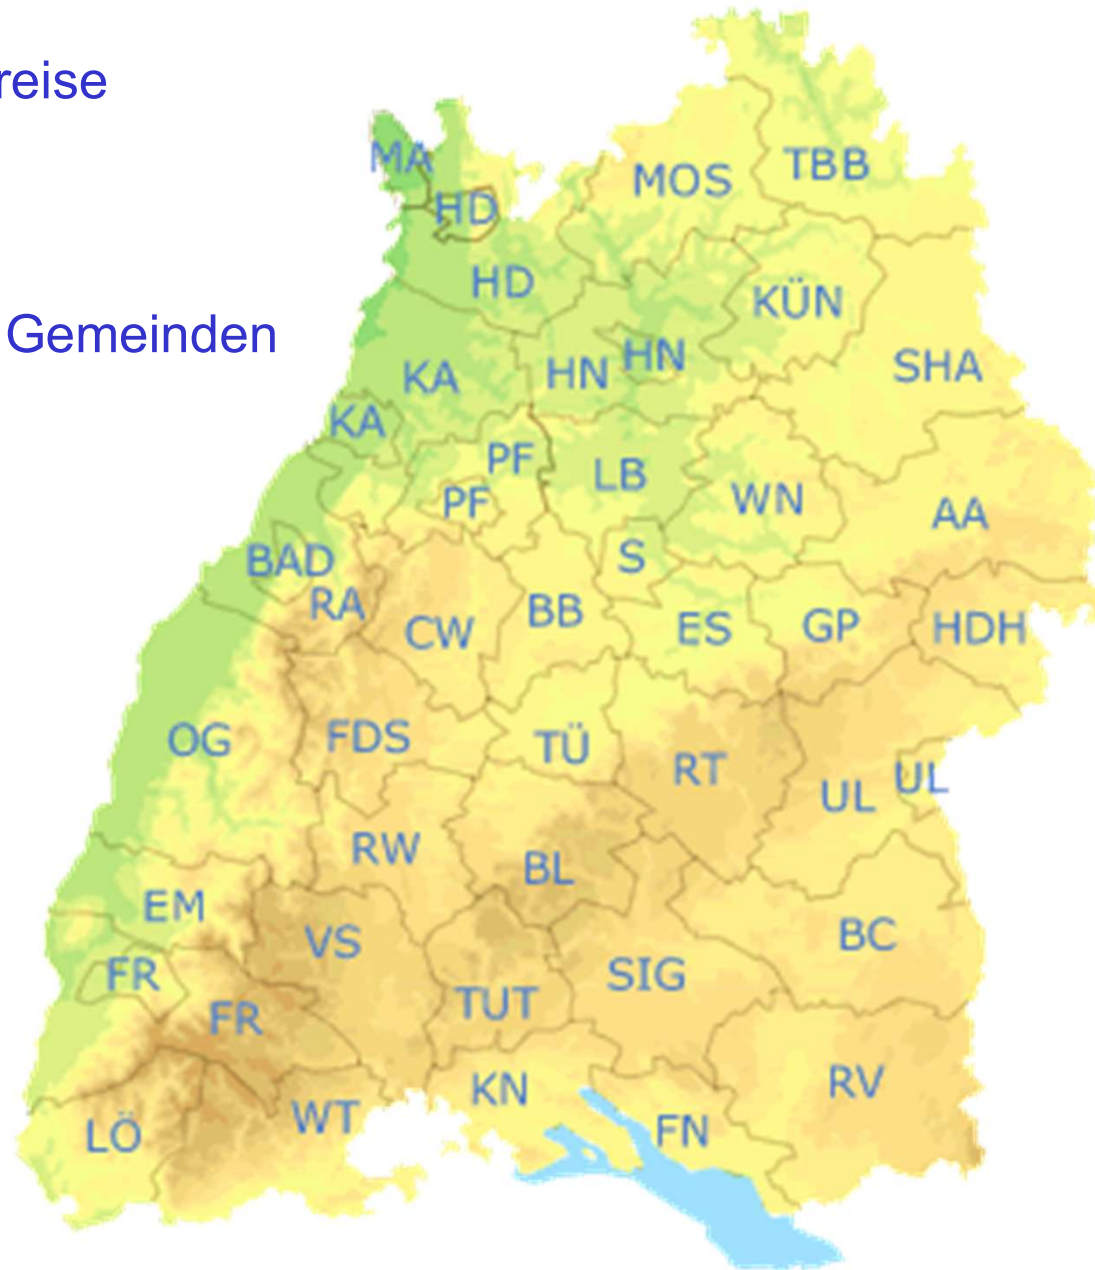 reise
Gemeinden
MA
HD
MOS
TBB
HD
KÜN
KA
HN
HN
SHA
KA
PF
LB
PF
WN
AA
BAD
S
RA
CW
BB
ES
GP
HDH
OG
FDS
TÜ
RT
UL
UL
RW
BL
EM
VS
BC
FR
SIG
FR
TUT
KN
RV
LÖ
WT
FN